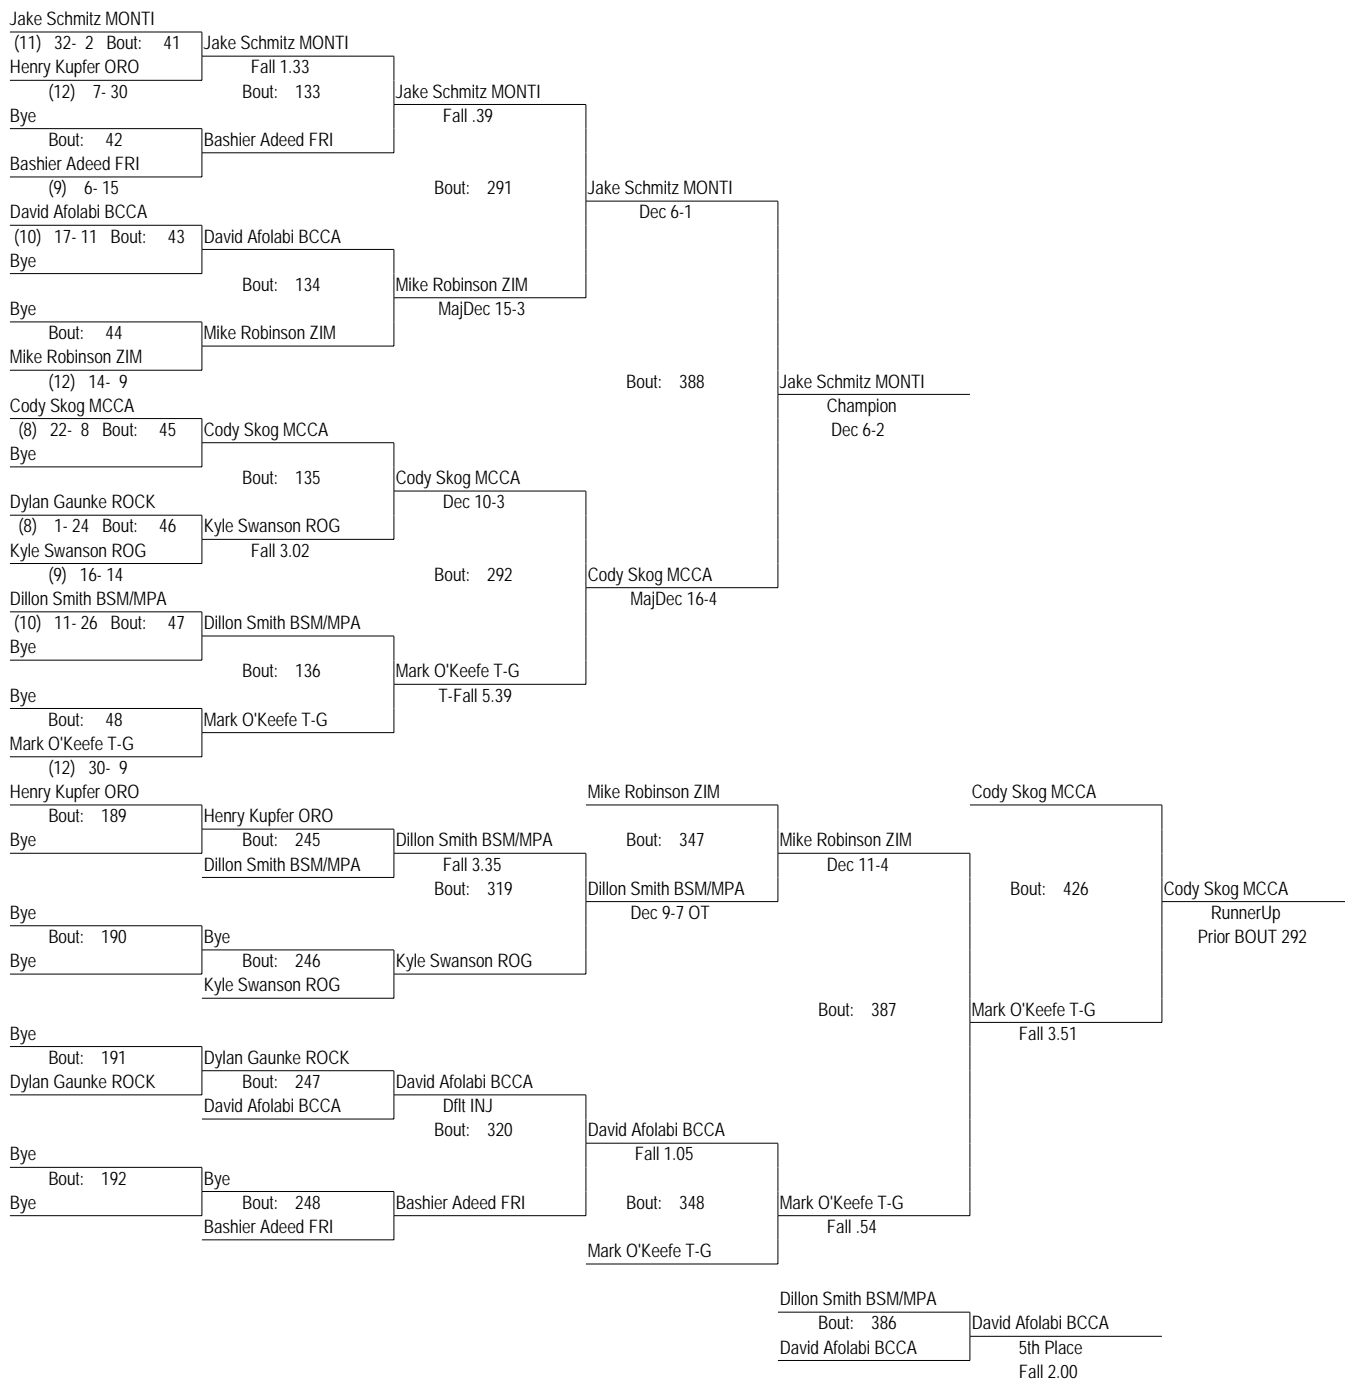 Jake Schmitz MONTI
(11) 32- 2 Bout: 41 Jake Schmitz MONTI
Henry Kupfer ORO Fall 1.33
(12) 7- 30 Bout: 133 Jake Schmitz MONTI
Bye Fall .39
Bout: 42 Bashier Adeed FRI
Bashier Adeed FRI
(9) 6- 15 Bout: 291 Jake Schmitz MONTI
David Afolabi BCCA Dec 6-1
(10) 17- 11 Bout: 43 David Afolabi BCCA
Bye
Bout: 134 Mike Robinson ZIM
Bye MajDec 15-3
Bout: 44 Mike Robinson ZIM
Mike Robinson ZIM
(12) 14- 9 Bout: 388 Jake Schmitz MONTI
Cody Skog MCCA Champion
(8) 22- 8 Bout: 45 Cody Skog MCCA Dec 6-2
Bye
Bout: 135 Cody Skog MCCA
Dylan Gaunke ROCK Dec 10-3
(8) 1- 24 Bout: 46 Kyle Swanson ROG
Kyle Swanson ROG Fall 3.02
(9) 16- 14 Bout: 292 Cody Skog MCCA
Dillon Smith BSM/MPA MajDec 16-4
(10) 11- 26 Bout: 47 Dillon Smith BSM/MPA
Bye
Bout: 136 Mark O'Keefe T-G
Bye T-Fall 5.39
Bout: 48 Mark O'Keefe T-G
Mark O'Keefe T-G
(12) 30- 9
Henry Kupfer ORO Mike Robinson ZIM Cody Skog MCCA
Bout: 189 Henry Kupfer ORO
Bye Bout: 245 Dillon Smith BSM/MPA Bout: 347 Mike Robinson ZIM
Dillon Smith BSM/MPA Fall 3.35 Dec 11-4
Bout: 319 Dillon Smith BSM/MPA Bout: 426 Cody Skog MCCA
Bye Dec 9-7 OT RunnerUp
Bout: 190 Bye Prior BOUT 292
Bye Bout: 246 Kyle Swanson ROG
Kyle Swanson ROG
Bout: 387 Mark O'Keefe T-G
Bye Fall 3.51
Bout: 191 Dylan Gaunke ROCK
Dylan Gaunke ROCK Bout: 247 David Afolabi BCCA
David Afolabi BCCA Dflt INJ
Bout: 320 David Afolabi BCCA
Bye Fall 1.05
Bout: 192 Bye
Bye Bout: 248 Bashier Adeed FRI Bout: 348 Mark O'Keefe T-G
Bashier Adeed FRI Fall .54
Mark O'Keefe T-G
Dillon Smith BSM/MPA
Bout: 386 David Afolabi BCCA
David Afolabi BCCA 5th Place
Fall 2.00